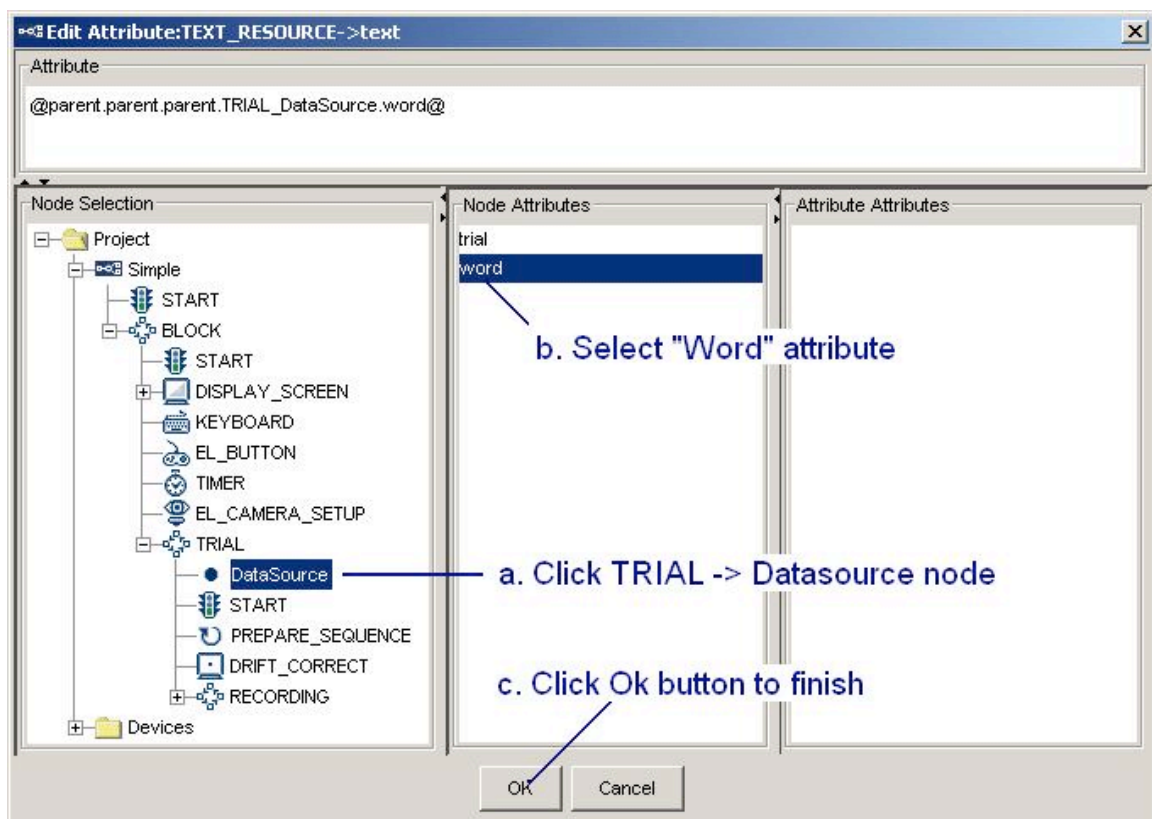 Edit Attribute:TEXT_RESOURCE->text
Attribute
@parent.parent.parent.TRIAL_DataSource.word@
Node Selection
Project
Simple
START
BLOCK
START
DISPLAY_SCREEN
KEYBOARD
EL_BUTTON
TIMER
EL_CAMERA_SETUP
TRIAL
DataSource
START
PREPARE_SEQUENCE
DRIFT_CORRECT
RECORDING
Devices
Node Attributes
trial
word
Attribute Attributes
b. Select "Word" attribute
a. Click TRIAL -> Datasource node
c. Click Ok button to finish
OK
Cancel